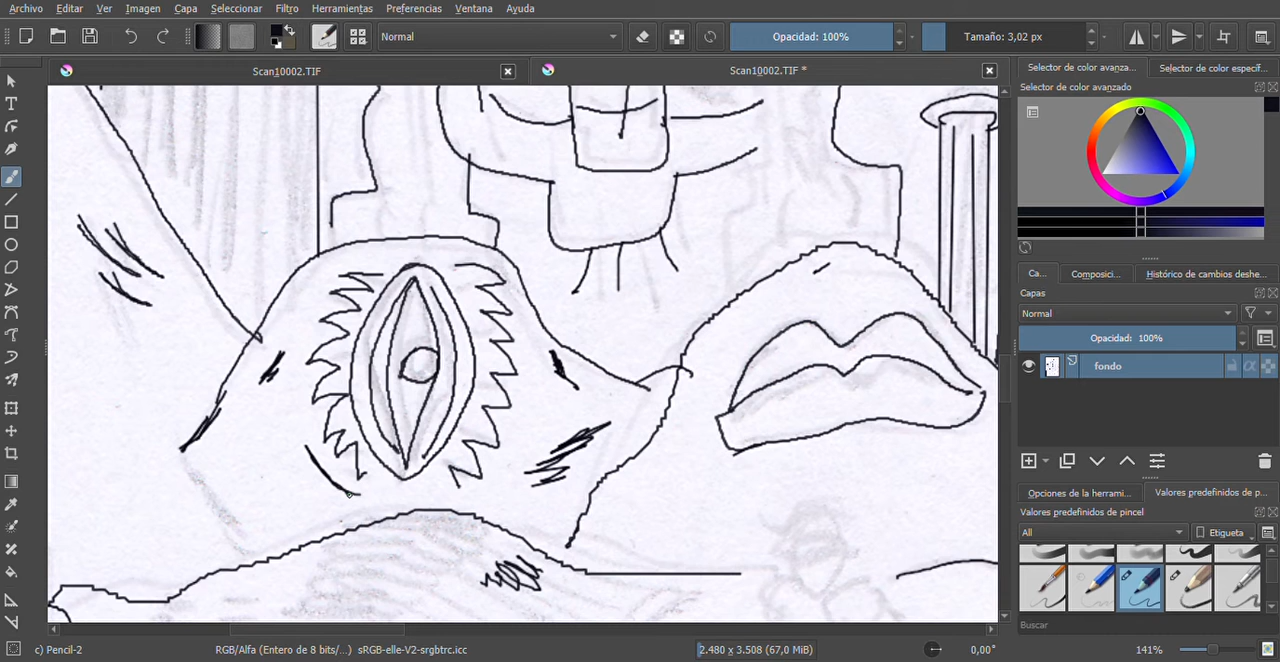 Archivo Editar Ver Imagen Capa Seleccionar Filtro Herramientas Preferencias Ventana Ayuda
Normal Opacidad: 100% Tamaño: 3,02 px
Scan10002.TIF
Scan10002.TIF *
Selector de color avanza...
Selector de color específ...
Selector de color avanzado
Ca...
Composici...
Histórico de cambios deshe...
Capas
Normal
Opacidad: 100%
fondo
Opciones de la herrami...
Valores predefinidos de p...
Valores predefinidos de pincel
All
Etiqueta
Buscar
c) Pencil-2 RGB/Alfa (Entero de 8 bits/...) sRGB-elle-V2-srgbtrc.icc 2.480 x 3.508 (67,0 MiB) 0,00° 141%